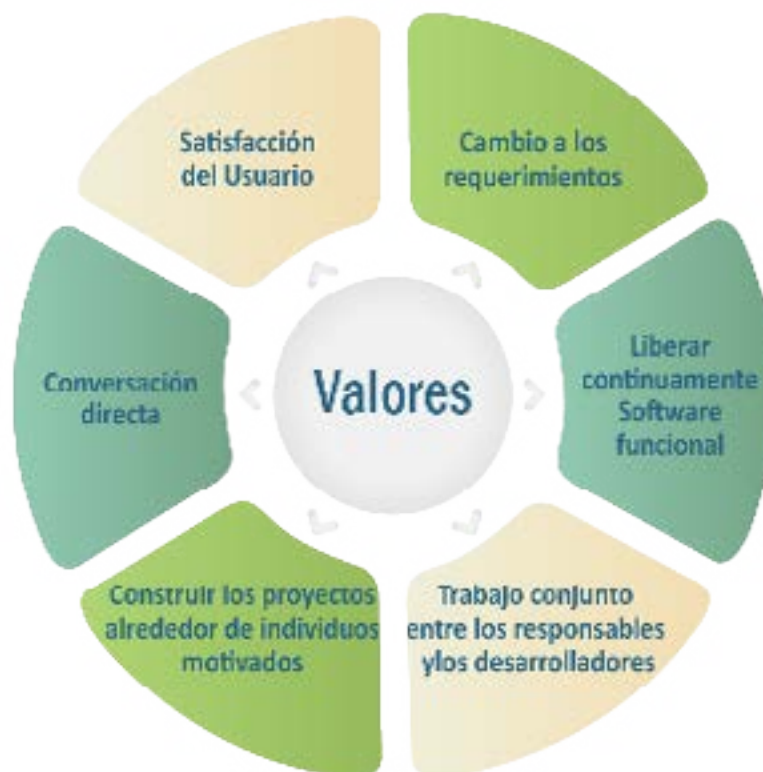 Satisfacción
del Usuario
Cambio a los
requerimientos
Conversación
directa
Valores
Liberar
continuamente
Software
funcional
Construir los proyectos
alrededor de individuos
motivados
Trabajo conjunto
entre los responsables
ylos desarrolladores